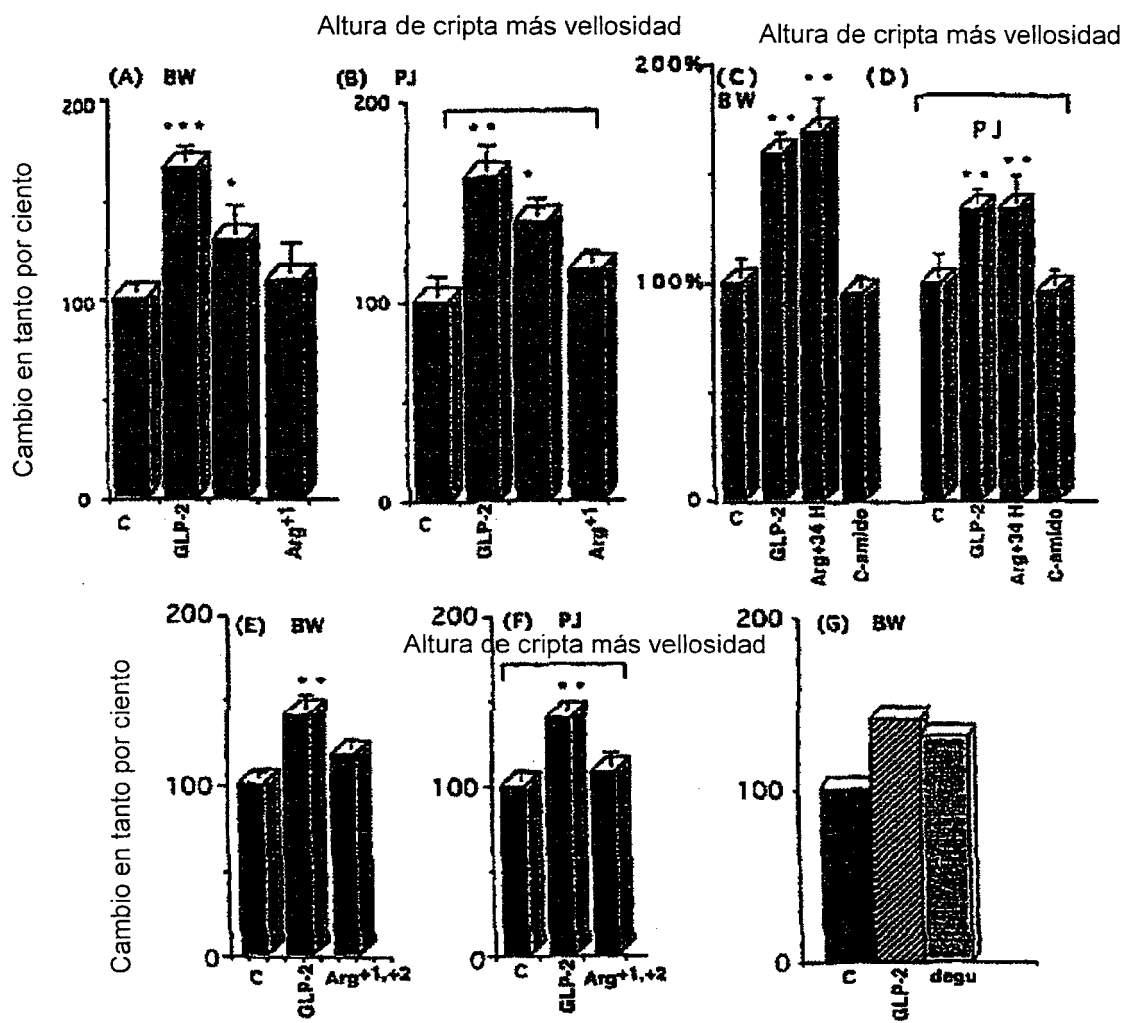 Altura de cripta más vellosidad
Altura de cripta más vellosidad
(A) BW
(B) PJ
(C)
BW
(D)
PJ
Cambio en tanto por ciento
200
100
0
200
100
0
200%
100%
0
***
*
**
*
**
**
**
**
C
GLP-2
Arg+1
C
GLP-2
Arg+1
C
GLP-2
Arg+34 H
C-amido
C
GLP-2
Arg+34 H
C-amido
(E) BW
(F) PJ
(G) BW
Altura de cripta más vellosidad
Cambio en tanto por ciento
200
100
0
200
100
0
200
100
0
**
**
C
GLP-2
Arg+1,+2
C
GLP-2
Arg+1,+2
C
GLP-2
degu